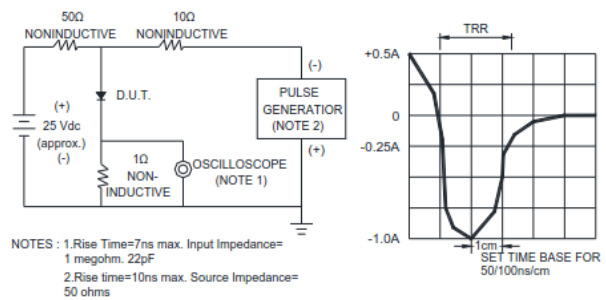 50Ω
NONINDUCTIVE
10Ω
NONINDUCTIVE
(+)
25 Vdc
(approx.)
(-)
D.U.T.
1Ω
NON-
INDUCTIVE
OSCILLOSCOPE
(NOTE 1)
(-)
PULSE
GENERATIOR
(NOTE 2)
(+)
NOTES : 1.Rise Time=7ns max. Input Impedance=
1 megohm. 22pF
2.Rise time=10ns max. Source Impedance=
50 ohms
TRR
+0.5A
0
-0.25A
-1.0A
1cm
SET TIME BASE FOR
50/100ns/cm